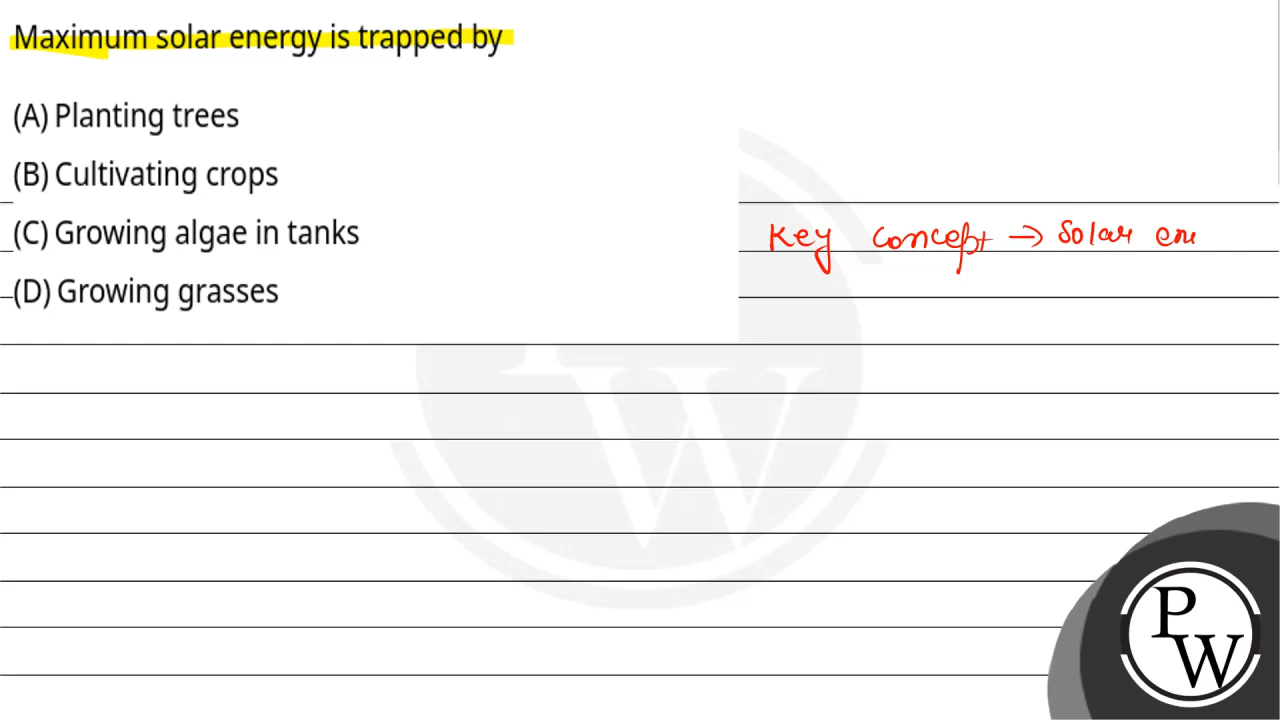 Maximum solar energy is trapped by
(A) Planting trees
(B) Cultivating crops
(C) Growing algae in tanks
(D) Growing grasses
Key concept → Solar en
W
P
W